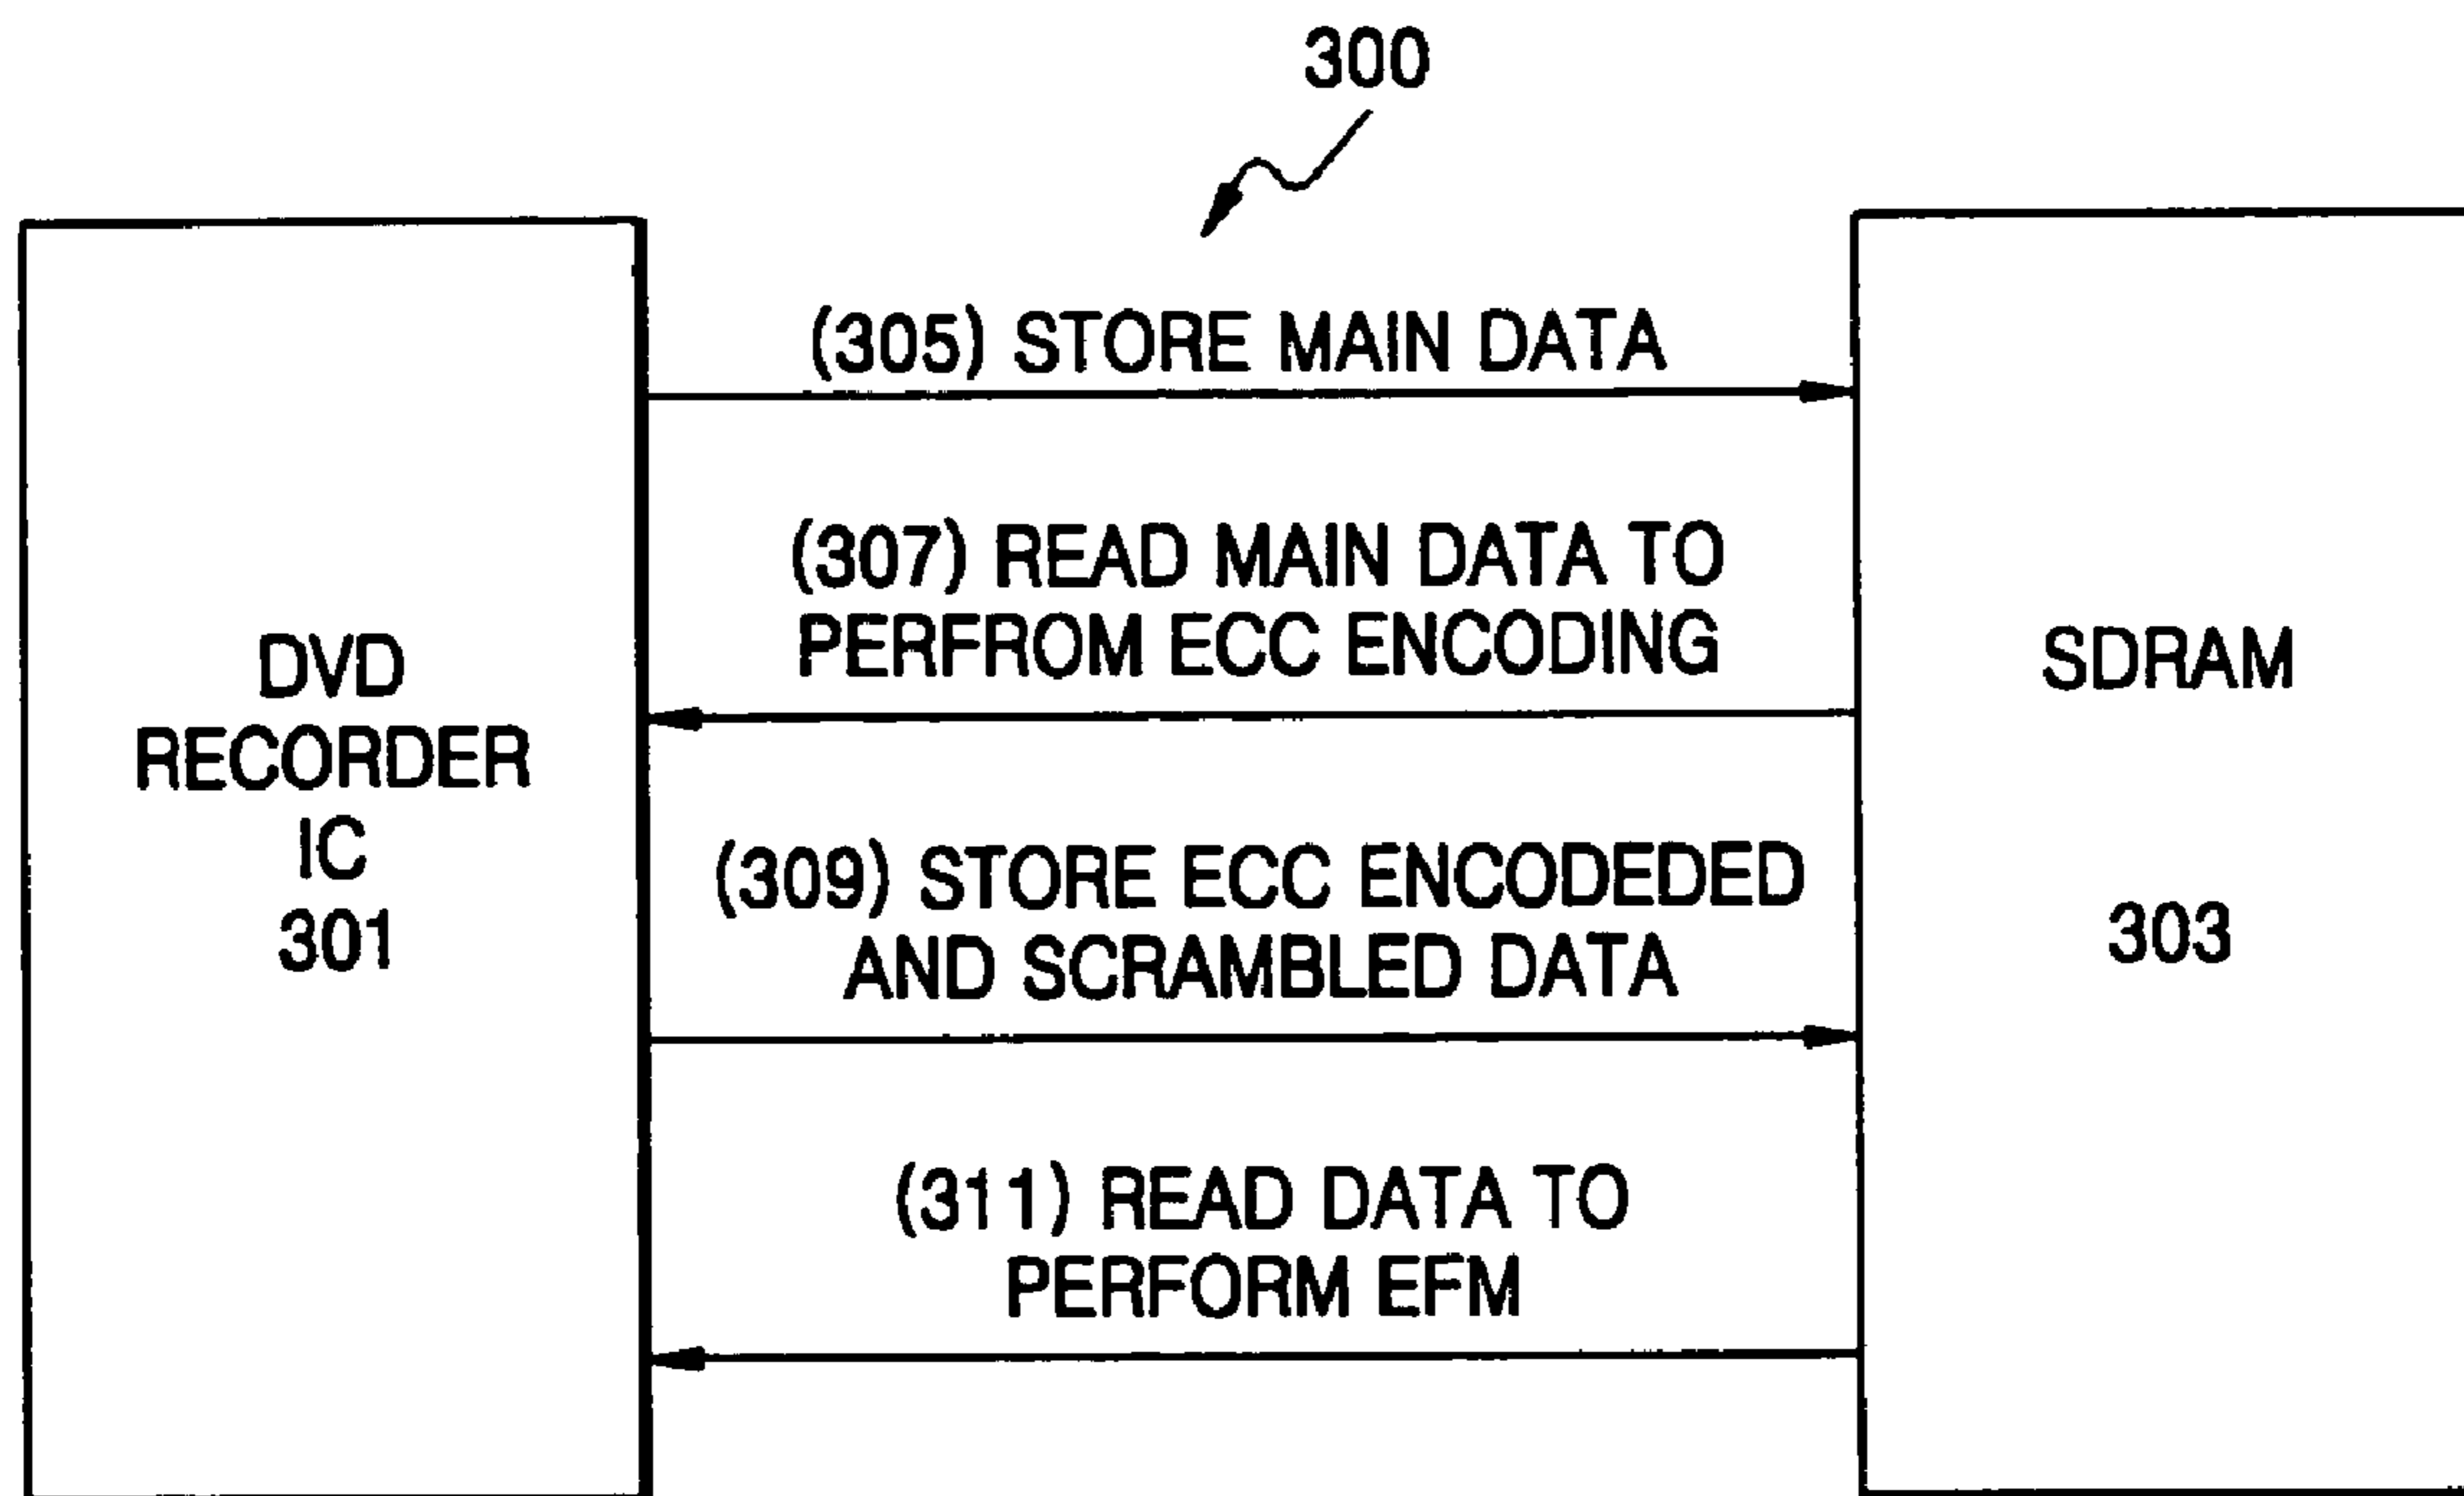 300
(305) STORE MAIN DATA
(307) READ MAIN DATA TO
PERFROM ECC ENCODING
DVD
RECORDER
IC
301
SDRAM
303
(309) STORE ECC ENCODEDED
AND SCRAMBLED DATA
(311) READ DATA TO
PERFORM EFM